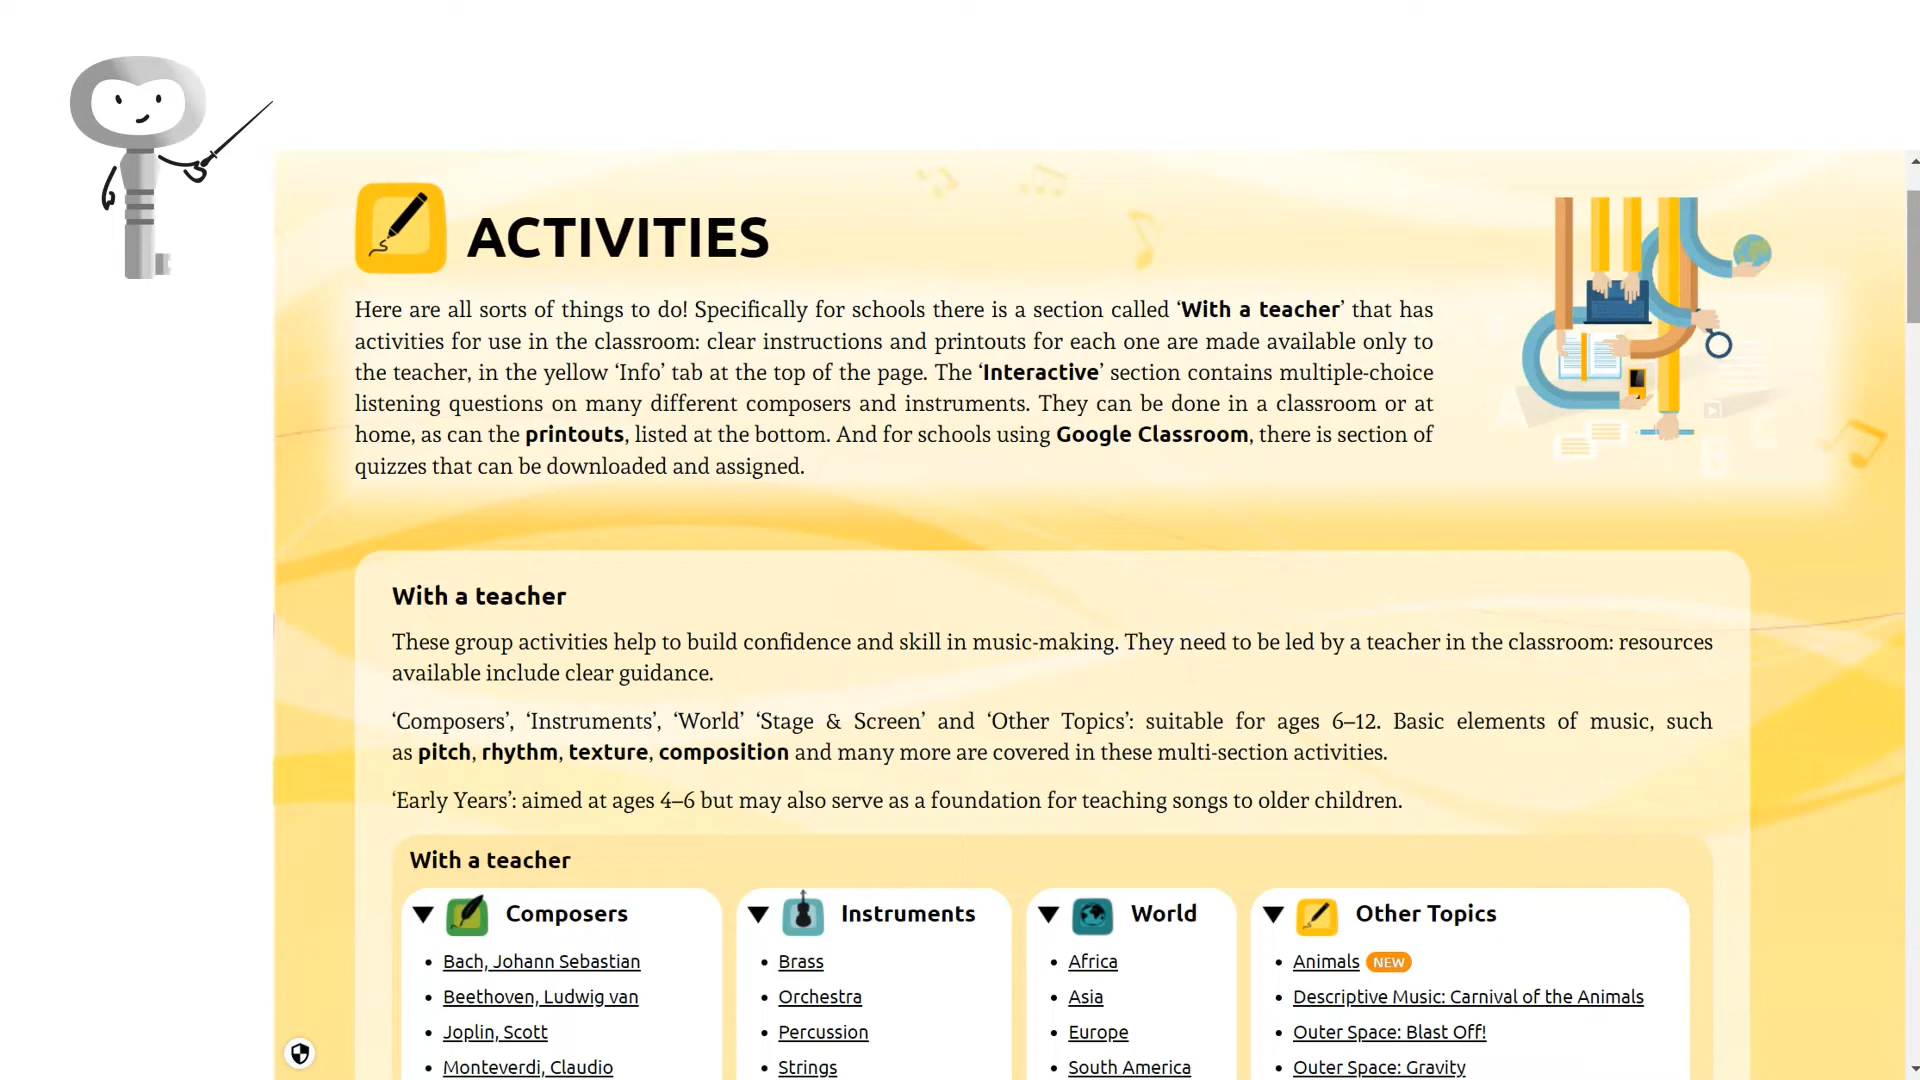 ACTIVITIES
Here are all sorts of things to do! Specifically for schools there is a section called ‘With a teacher’ that has
activities for use in the classroom: clear instructions and printouts for each one are made available only to
the teacher, in the yellow ‘Info’ tab at the top of the page. The ‘Interactive’ section contains multiple-choice
listening questions on many different composers and instruments. They can be done in a classroom or at
home, as can the printouts, listed at the bottom. And for schools using Google Classroom, there is section of
quizzes that can be downloaded and assigned.
With a teacher
These group activities help to build confidence and skill in music-making. They need to be led by a teacher in the classroom: resources
available include clear guidance.
‘Composers’, ‘Instruments’, ‘World’ ‘Stage & Screen’ and ‘Other Topics’: suitable for ages 6–12. Basic elements of music, such
as pitch, rhythm, texture, composition and many more are covered in these multi-section activities.
‘Early Years’: aimed at ages 4–6 but may also serve as a foundation for teaching songs to older children.
With a teacher
Composers
Bach, Johann Sebastian
Beethoven, Ludwig van
Joplin, Scott
Monteverdi, Claudio
Instruments
Brass
Orchestra
Percussion
Strings
World
Africa
Asia
Europe
South America
Other Topics
Animals NEW
Descriptive Music: Carnival of the Animals
Outer Space: Blast Off!
Outer Space: Gravity